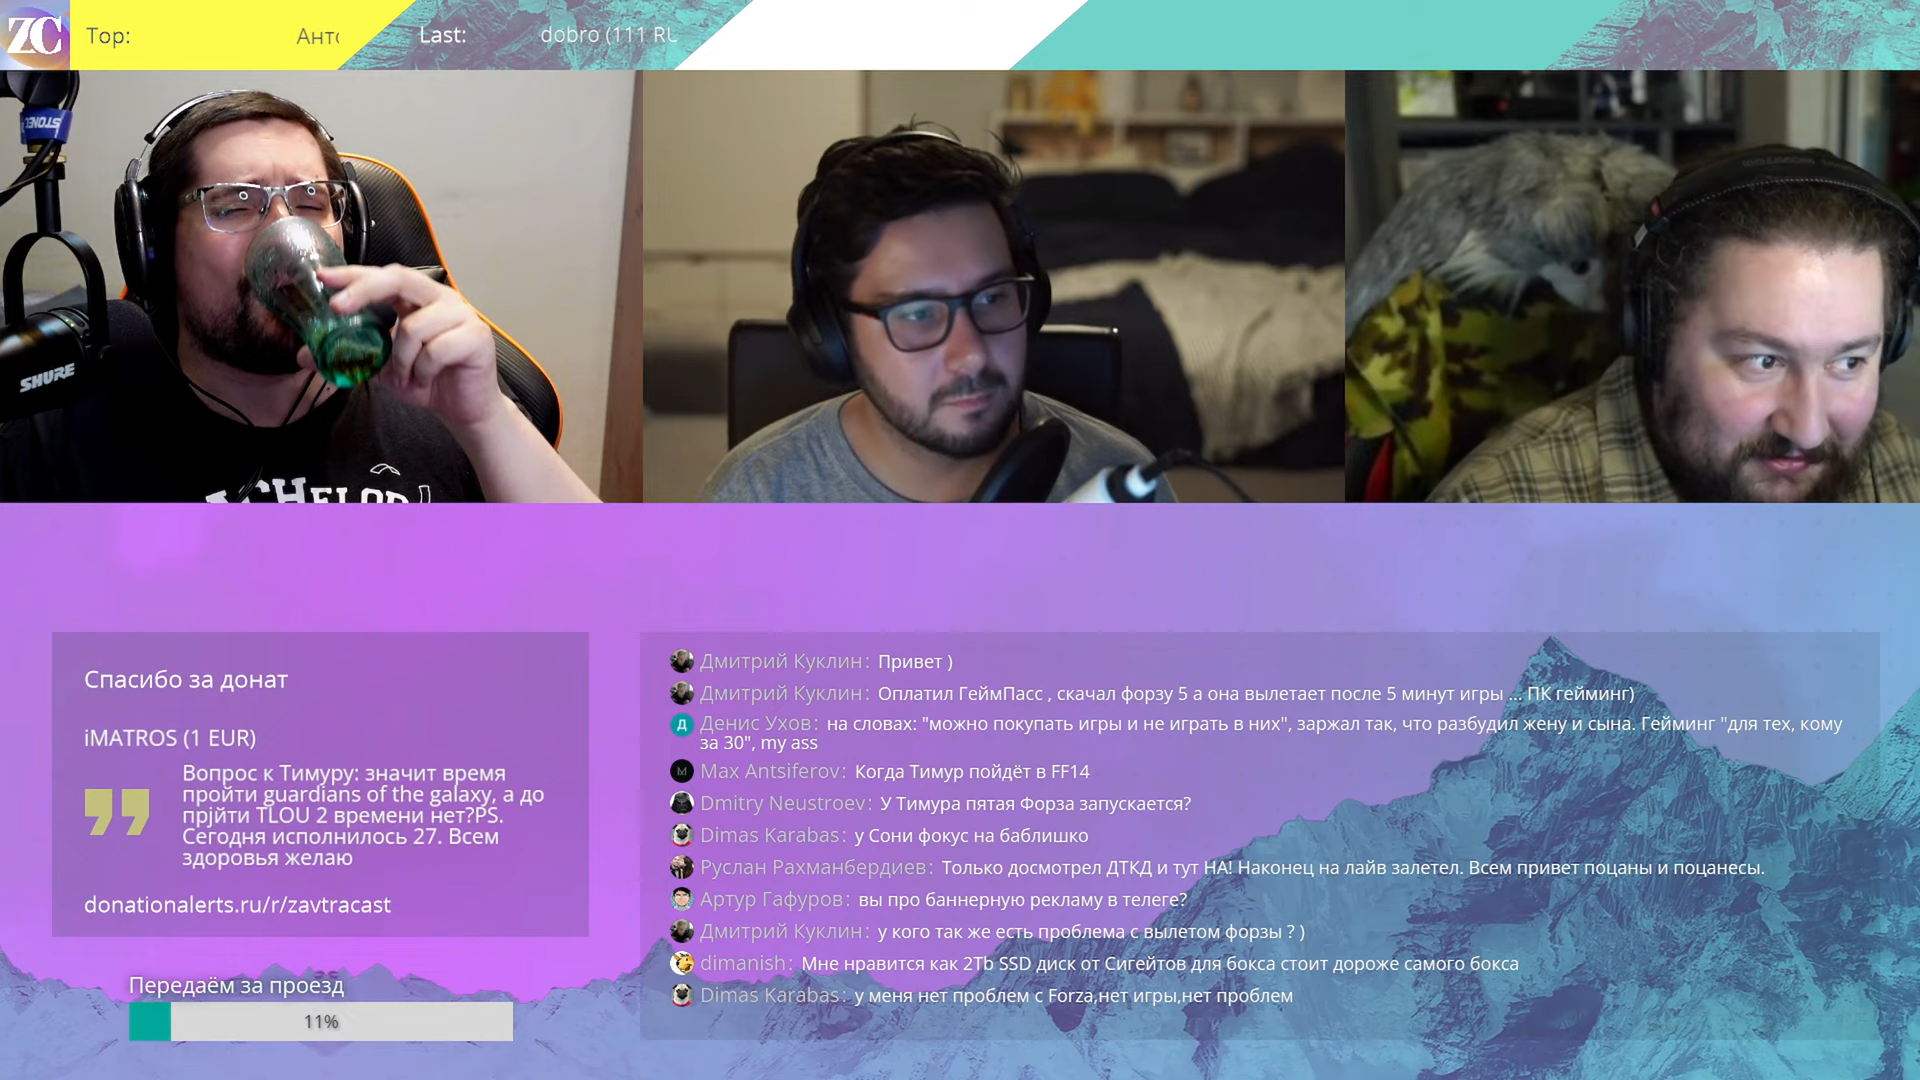 ZC
Top:
Last:
dobro (111 RU
STONE
SHURE
Спасибо за донат
iMATROS (1 EUR)
Вопрос к Тимуру: значит время
пройти guardians of the galaxy, а до
прjйти TLOU 2 времени нет?PS.
Сегодня исполнилось 27. Всем
здоровья желаю
donationalerts.ru/r/zavtracast
Передаём за проезд
11%
Дмитрий Куклин: Привет )
Дмитрий Куклин: Оплатил ГеймПасс , скачал форзу 5 а она вылетает после 5 минут игры ... ПК гейминг)
Д Денис Ухов: на словах: "можно покупать игры и не играть в них", заржал так, что разбудил жену и сына. Гейминг "для тех, кому
за 30", my ass
M Max Antsiferov: Когда Тимур пойдёт в FF14
Dmitry Neustroev: У Тимура пятая Форза запускается?
Dimas Karabas: у Сони фокус на баблишко
Руслан Рахманбердиев: Только досмотрел ДТКД и тут НА! Наконец на лайв залетел. Всем привет поцаны и поцанесы.
Артур Гафуров: вы про баннерную рекламу в телеге?
Дмитрий Куклин: у кого так же есть проблема с вылетом форзы ? )
dimanish: Мне нравится как 2Tb SSD диск от Сигейтов для бокса стоит дороже самого бокса
Dimas Karabas: у меня нет проблем с Forza,нет игры,нет проблем